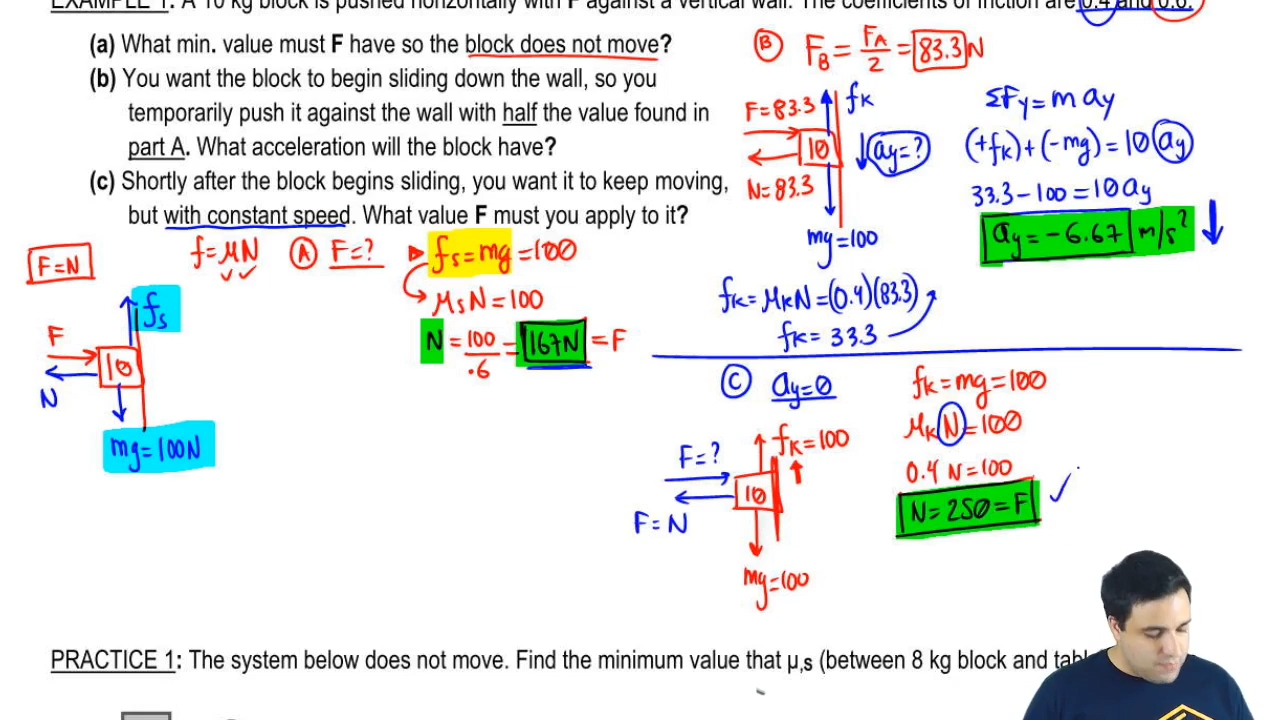 EXAMPLE 1: A 10 kg block is pushed horizontally with F against a vertical wall. The coefficients of friction are 0.4 and 0.6.
(a) What min. value must F have so the block does not move?
(b) You want the block to begin sliding down the wall, so you
temporarily push it against the wall with half the value found in
part A. What acceleration will the block have?
(c) Shortly after the block begins sliding, you want it to keep moving,
but with constant speed. What value F must you apply to it?
F=N
f=μN
A F=?
fs=mg=100
μsN=100
N=100/.6=167N=F
fs
F
10
N
mg=100N
B FB=FA/2=83.3N
fK
F=83.3
10
ay=?
N=83.3
mg=100
ΣFy=may
(+fK)+(-mg)=10ay
33.3-100=10ay
ay=-6.67 m/s²
fK=μKN=(0.4)(83.3)
fK=33.3
C ay=0
fK=100
F=?
10
F=N
mg=100
fK=mg=100
μKN=100
0.4 N=100
N=250=F
PRACTICE 1: The system below does not move. Find the minimum value that μ,s (between 8 kg block and